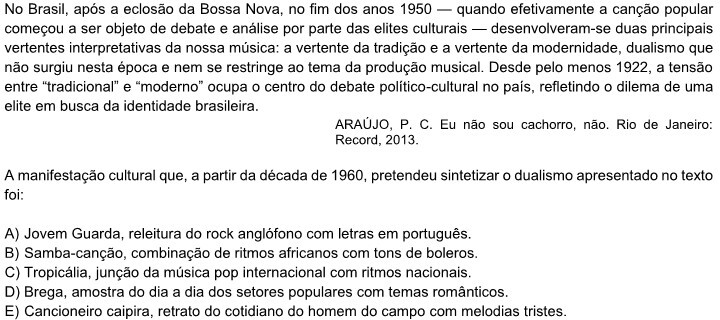 No Brasil, após a eclosão da Bossa Nova, no fim dos anos 1950 — quando efetivamente a canção popular
começou a ser objeto de debate e análise por parte das elites culturais — desenvolveram-se duas principais
vertentes interpretativas da nossa música: a vertente da tradição e a vertente da modernidade, dualismo que
não surgiu nesta época e nem se restringe ao tema da produção musical. Desde pelo menos 1922, a tensão
entre “tradicional” e “moderno” ocupa o centro do debate político-cultural no país, refletindo o dilema de uma
elite em busca da identidade brasileira.
ARAÚJO, P. C. Eu não sou cachorro, não. Rio de Janeiro:
Record, 2013.
A manifestação cultural que, a partir da década de 1960, pretendeu sintetizar o dualismo apresentado no texto
foi:
A) Jovem Guarda, releitura do rock anglófono com letras em português.
B) Samba-canção, combinação de ritmos africanos com tons de boleros.
C) Tropicália, junção da música pop internacional com ritmos nacionais.
D) Brega, amostra do dia a dia dos setores populares com temas românticos.
E) Cancioneiro caipira, retrato do cotidiano do homem do campo com melodias tristes.